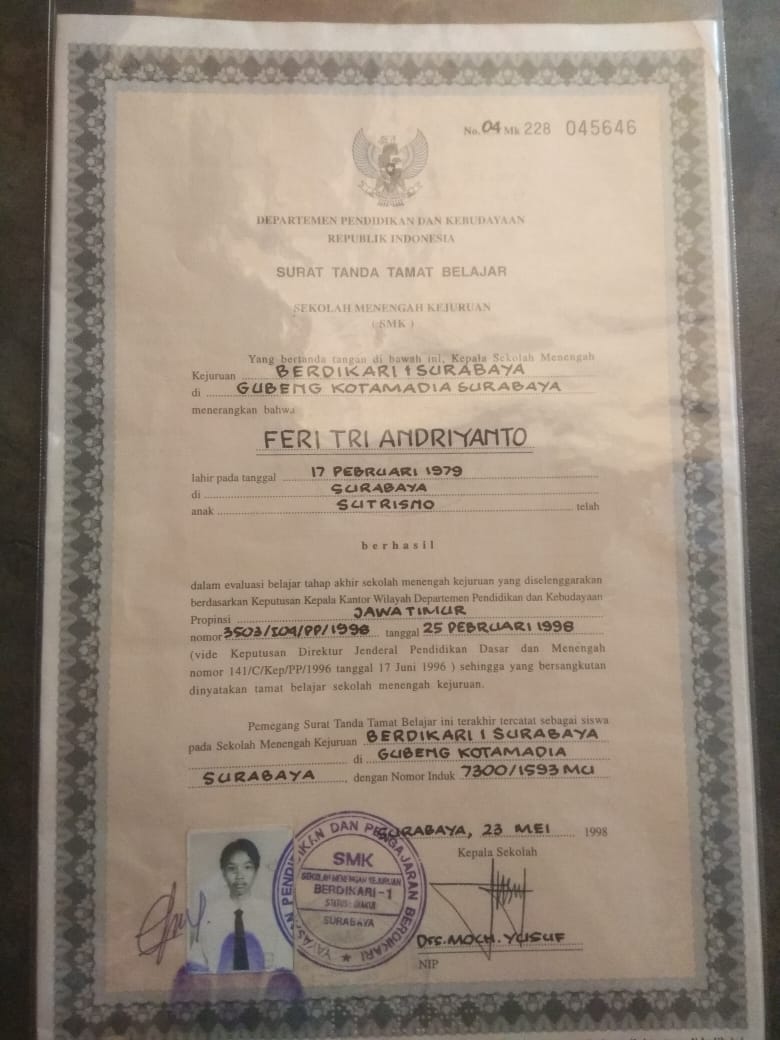 No. 04 Mk 228 045646
DEPARTEMEN PENDIDIKAN DAN KEBUDAYAAN
REPUBLIK INDONESIA
SURAT TANDA TAMAT BELAJAR
SEKOLAH MENENGAH KEJURUAN
( SMK )
Yang bertanda tangan di bawah ini, Kepala Sekolah Menengah
Kejuruan BERDIKARI 1 SURABAYA
di GUBENG KOTAMADIA SURABAYA
menerangkan bahwa
FERI TRI ANDRIYANTO
lahir pada tanggal 17 PEBRUARI 1979
di SURABAYA
anak SUTRISNO telah
berhasil
dalam evaluasi belajar tahap akhir sekolah menengah kejuruan yang diselenggarakan
berdasarkan Keputusan Kepala Kantor Wilayah Departemen Pendidikan dan Kebudayaan
Propinsi JAWA TIMUR
nomor 3503/I04/PP/1998 tanggal 25 PEBRUARI 1998
(vide Keputusan Direktur Jenderal Pendidikan Dasar dan Menengah
nomor 141/C/Kep/PP/1996 tanggal 17 Juni 1996 ) sehingga yang bersangkutan
dinyatakan tamat belajar sekolah menengah kejuruan.
Pemegang Surat Tanda Tamat Belajar ini terakhir tercatat sebagai siswa
pada Sekolah Menengah Kejuruan BERDIKARI 1 SURABAYA
di GUBENG KOTAMADIA
SURABAYA dengan Nomor Induk 7300/1593 MU
SURABAYA, 23 MEI 1998
Kepala Sekolah
YAYASAN PENDIDIKAN DAN PENGAJARAN BERDIKARI
SMK
SEKOLAH MENENGAH KEJURUAN
BERDIKARI-1
STATUS : DIAKUI
SURABAYA
Drs. MOCH. YUSUF
NIP